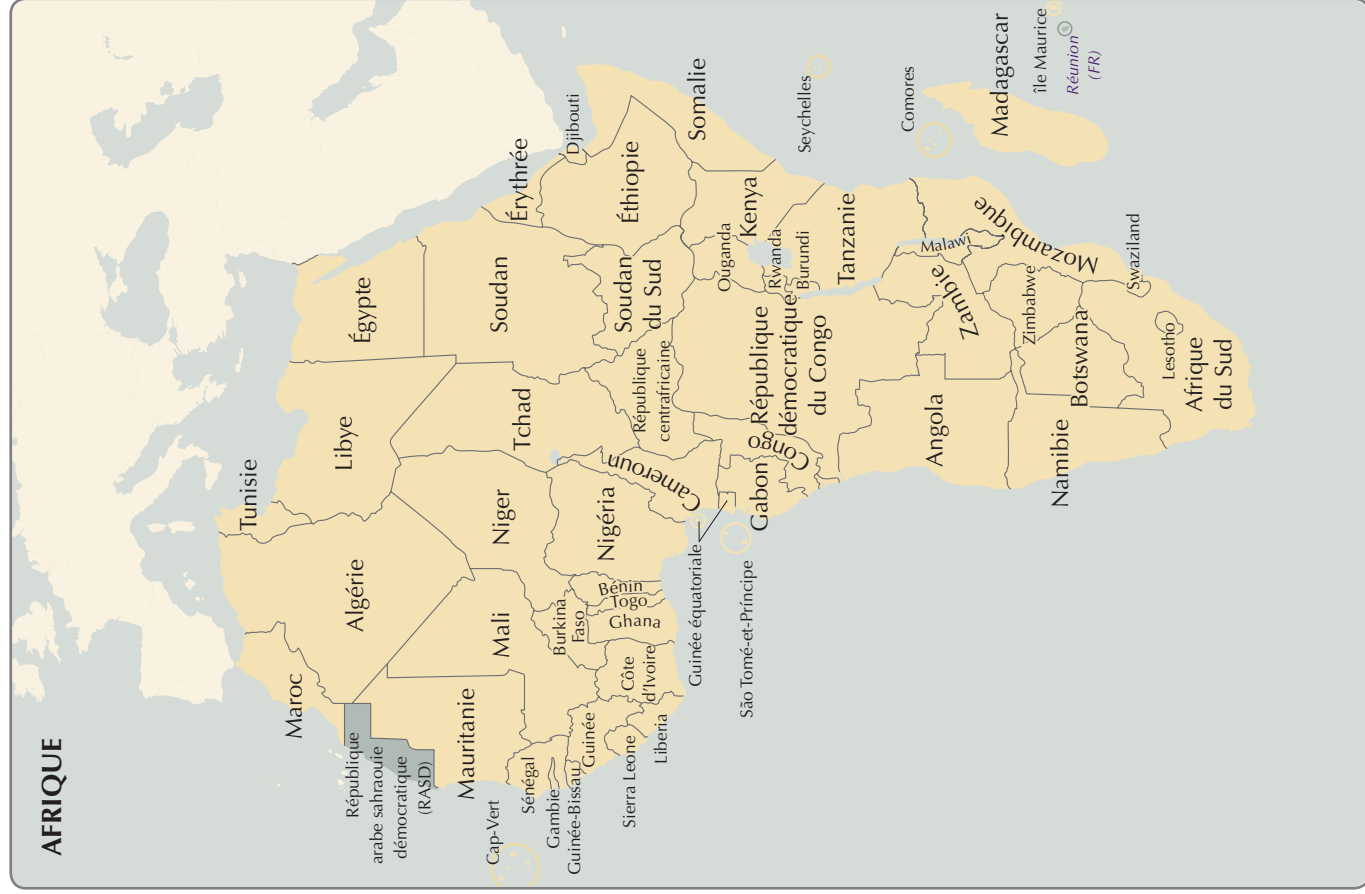 AFRIQUE
Tunisie
Maroc
Algérie
Libye
Égypte
République
arabe sahraouie
démocratique
(RASD)
Mauritanie
Mali
Niger
Tchad
Soudan
Érythrée
Djibouti
Cap-Vert
Sénégal
Gambie
Guinée-Bissau
Guinée
Sierra Leone
Liberia
Côte
d'Ivoire
Burkina
Faso
Ghana
Togo
Bénin
Nigéria
Cameroun
République
centrafricaine
Soudan
du Sud
Éthiopie
Somalie
Guinée équatoriale
São Tomé-et-Príncipe
Gabon
Congo
République
démocratique
du Congo
Ouganda
Rwanda
Burundi
Kenya
Tanzanie
Seychelles
Comores
Angola
Zambie
Malawi
Mozambique
Madagascar
île Maurice
Réunion
(FR)
Namibie
Botswana
Zimbabwe
Swaziland
Lesotho
Afrique
du Sud